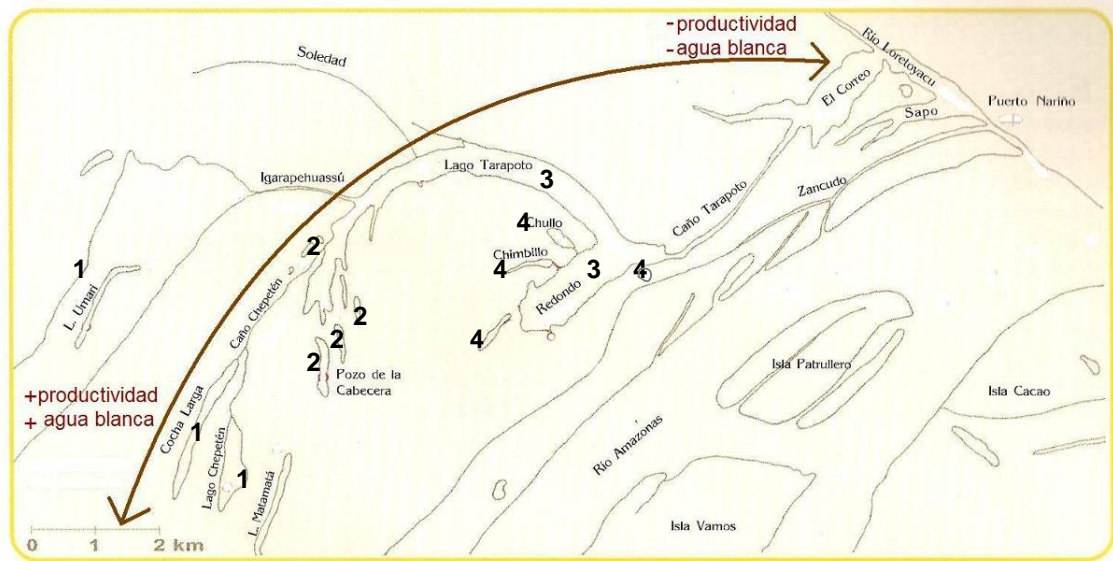 -productividad
-agua blanca
Soledad
Río Loretoyacu
El Correo
Puerto Nariño
Sapo
Igarapehuassú
Lago Tarapoto
3
Zancudo
Caño Tarapoto
2
4
Chullo
Chimbillo
4
3
4
1
L. Umari
Redondo
Caño Chepetén
2
2
4
2
Pozo de la
Cabecera
Isla Patrullero
Isla Cacao
+productividad
+ agua blanca
Cocha Larga
1
Lago Chepetén
1
L. Matamatá
Río Amazonas
Isla Vamos
0 1 2 km